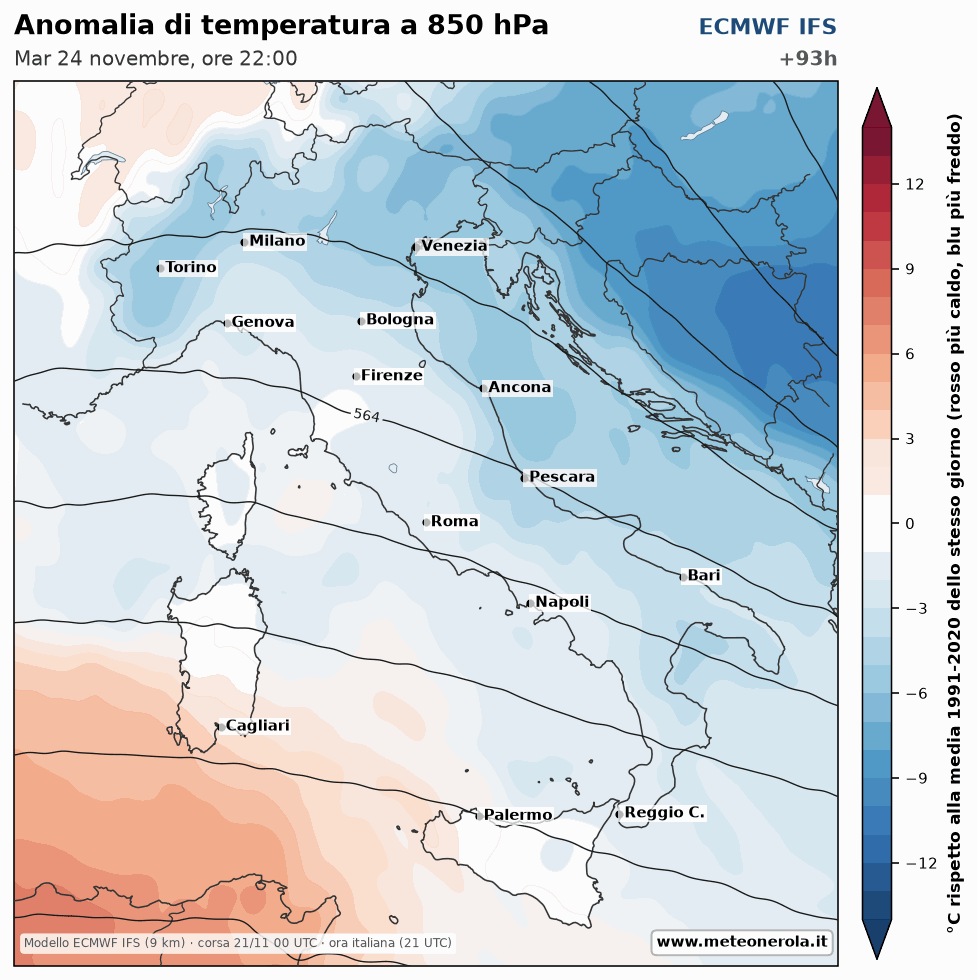 Anomalia di temperatura a 850 hPa
ECMWF IFS
Mar 24 novembre, ore 22:00
+93h
Milano
Venezia
Torino
Genova
Bologna
Firenze
Ancona
564
Pescara
Roma
Bari
Napoli
Cagliari
Palermo
Reggio C.
12
9
6
3
0
−3
−6
−9
−12
°C rispetto alla media 1991-2020 dello stesso giorno (rosso più caldo, blu più freddo)
Modello ECMWF IFS (9 km) · corsa 21/11 00 UTC · ora italiana (21 UTC)
www.meteonerola.it